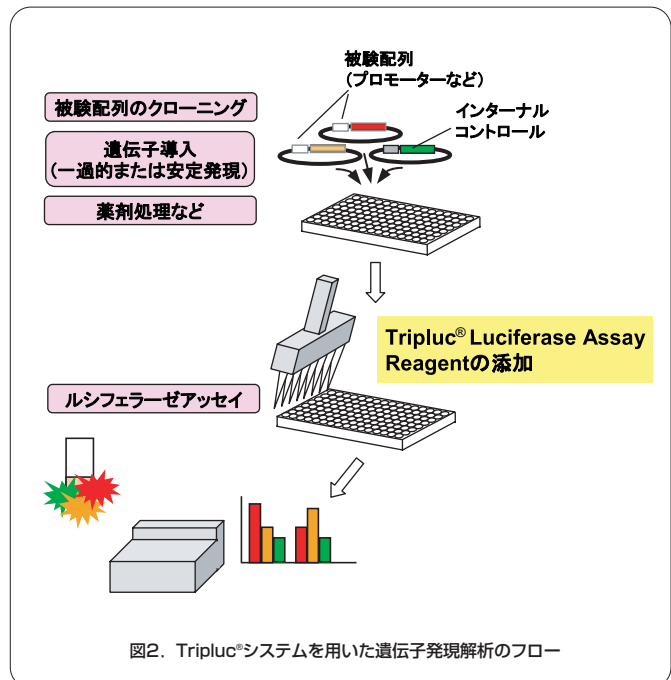 被験配列
(プロモーターなど)
被験配列のクローニング
インターナル
コントロール
遺伝子導入
(一過的または安定発現)
薬剤処理など
Tripluc® Luciferase Assay
Reagentの添加
ルシフェラーゼアッセイ
図2. Tripluc®システムを用いた遺伝子発現解析のフロー